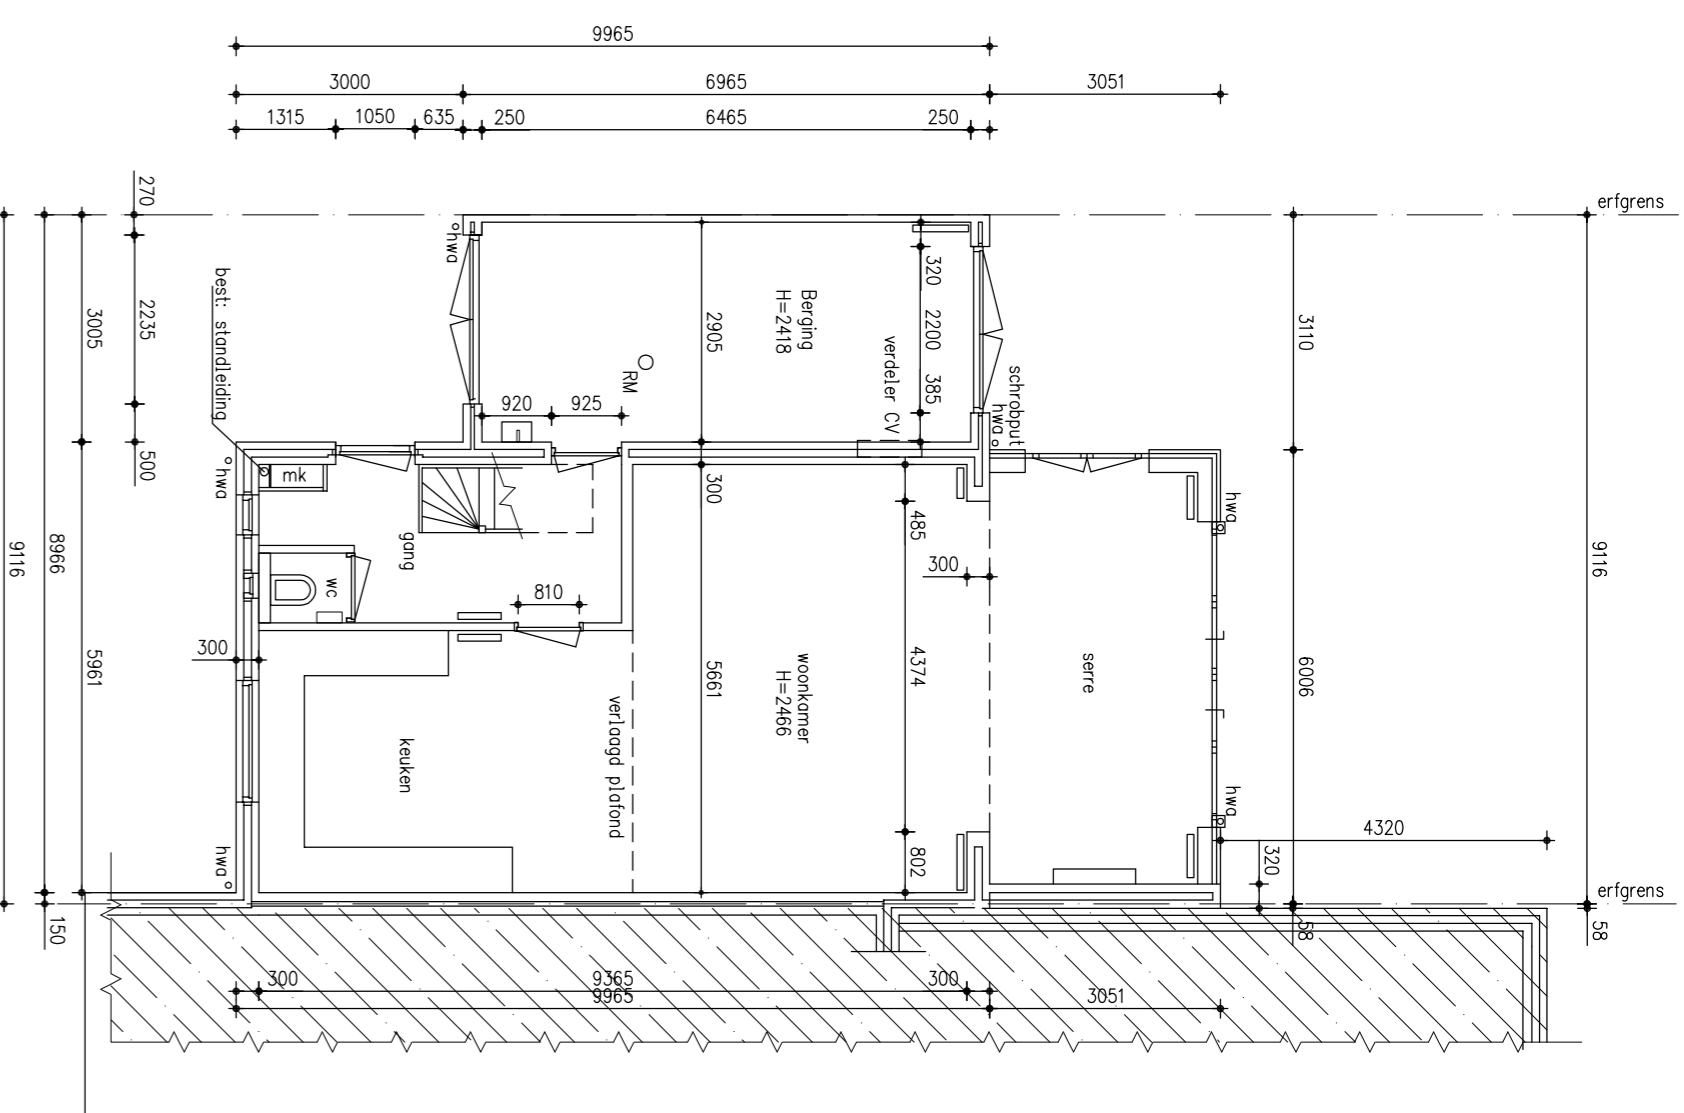 9965
3000 6965 3051
1315 1050 635 250 6465 250
270
2235
500
3005
5961
8966
150
9116
best: standleiding
hwa
hwa
hwa
Berging
H=2418
RM
2905
verdeler CV
320
2200
385
920 925
schrobput
hwa
erfgrens
3110
9116
6006
mk
gang
wc
810
300
300
485
300
4374
802
5661
woonkamer
H=2466
serre
hwa
hwa
keuken
verlaagd plafond
4320
320
erfgrens
58
58
300 9365 300
9965 3051